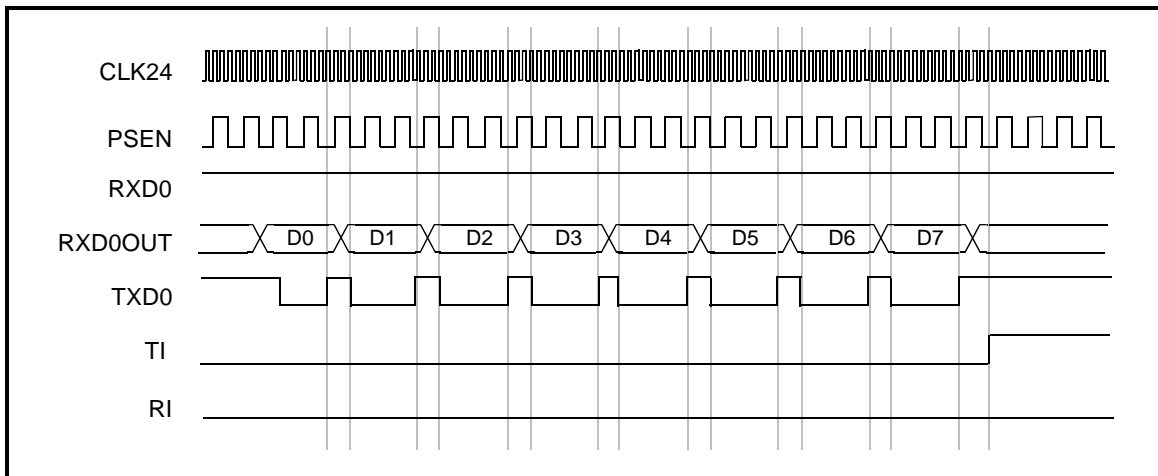 CLK24
PSEN
RXD0
RXD0OUT D0 D1 D2 D3 D4 D5 D6 D7
TXD0
TI
RI